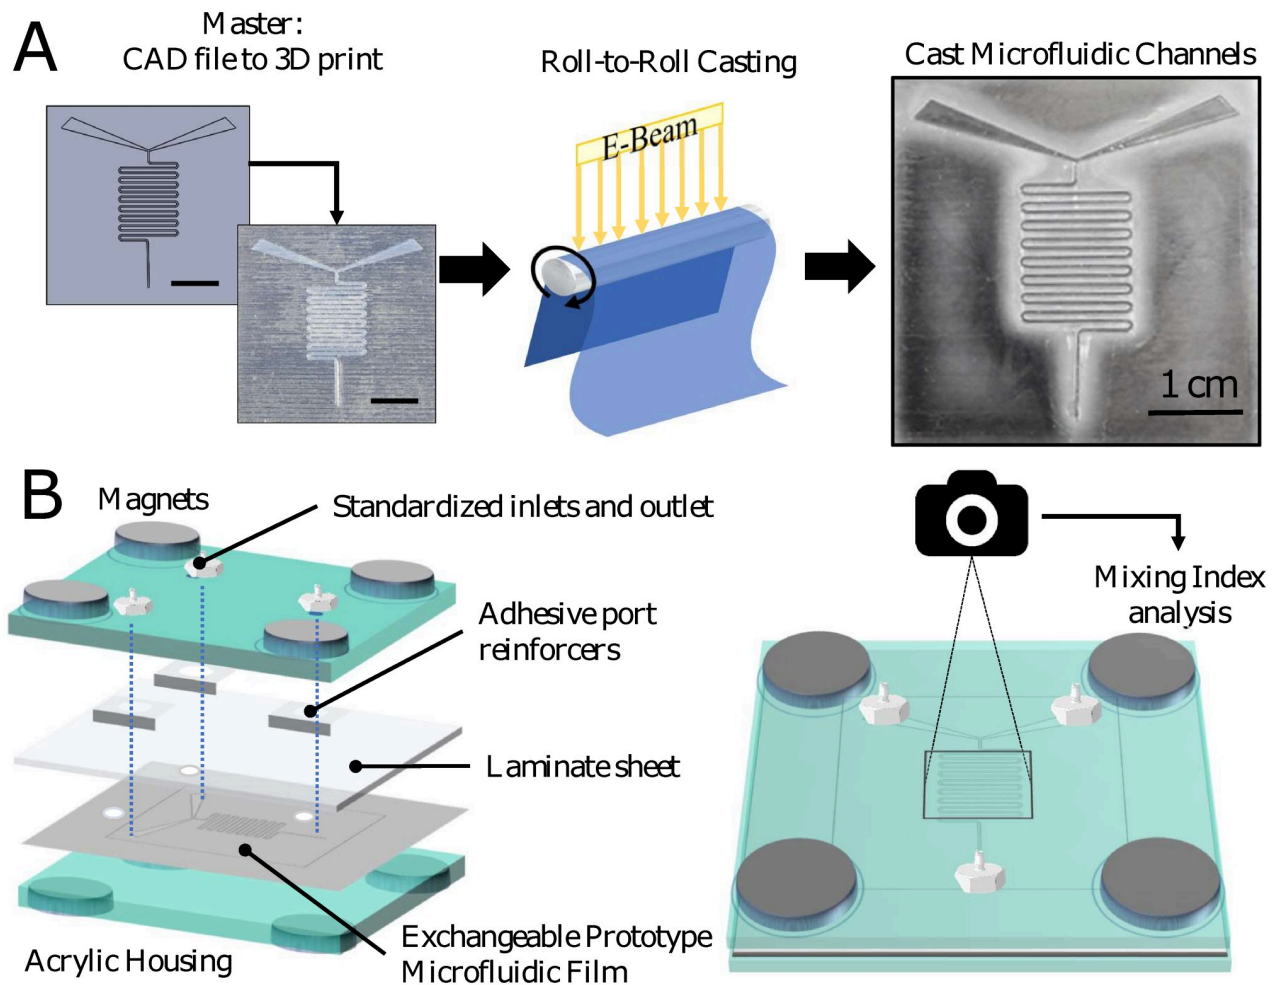 A
Master:
CAD file to 3D print
Roll-to-Roll Casting
Cast Microfluidic Channels
E-Beam
1 cm
B
Magnets
Standardized inlets and outlet
Adhesive port
reinforcers
Laminate sheet
Exchangeable Prototype
Microfluidic Film
Acrylic Housing
Mixing Index
analysis